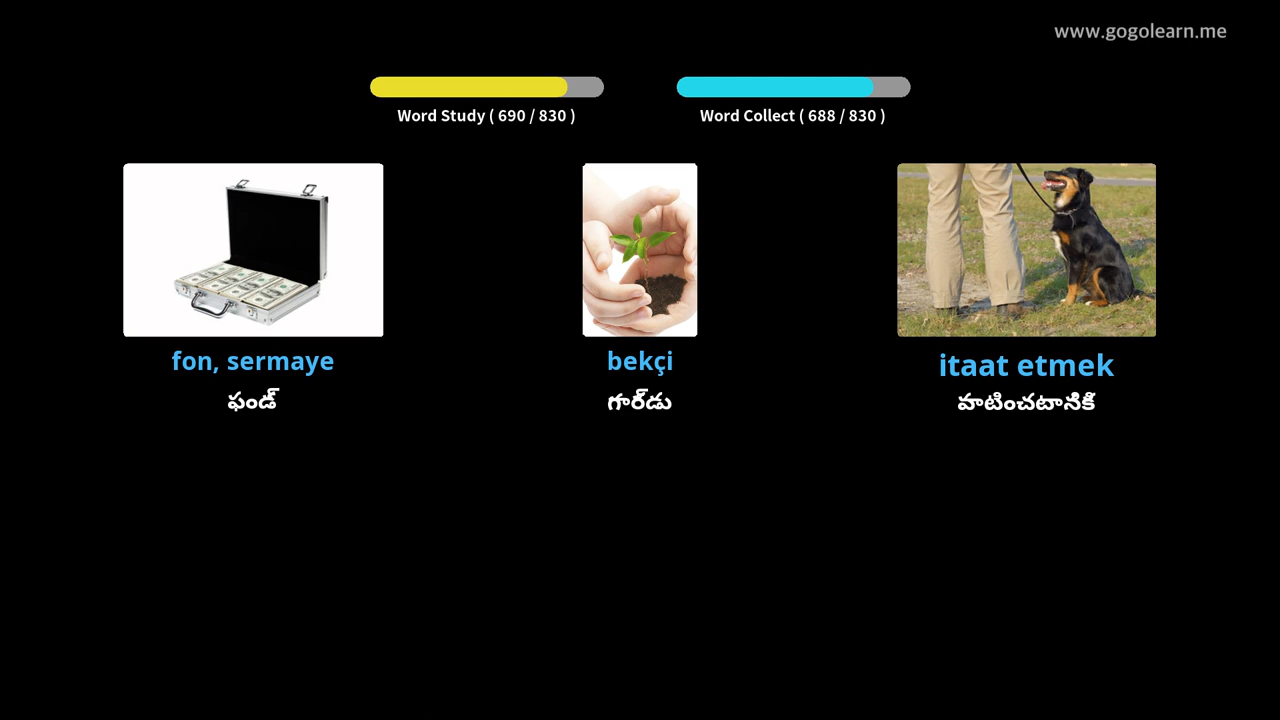 www.gogolearn.me
Word Study ( 690 / 830 )
Word Collect ( 688 / 830 )
fon, sermaye
bekçi
itaat etmek
ఫండ్
గార్డు
పాటించటానికి